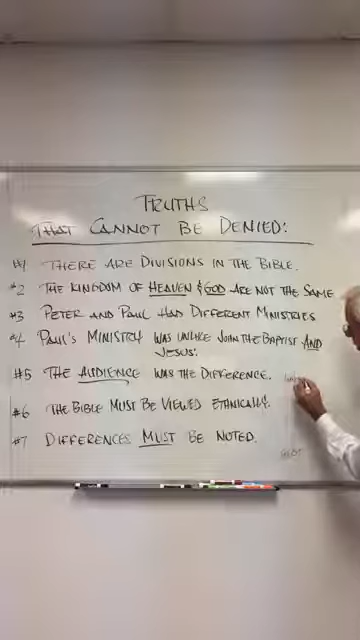 TRUTHS
THAT CANNOT BE DENIED:
#1 THERE ARE DIVISIONS IN THE BIBLE.
#2 THE KINGDOM OF HEAVEN & GOD ARE NOT THE SAME
#3 PETER AND PAUL HAD DIFFERENT MINISTRIES
#4 PAUL'S MINISTRY WAS UNLIKE JOHN THE BAPTIST AND
JESUS.
#5 THE AUDIENCE WAS THE DIFFERENCE.
#6 THE BIBLE MUST BE VIEWED ETHNICALLY.
#7 DIFFERENCES MUST BE NOTED.